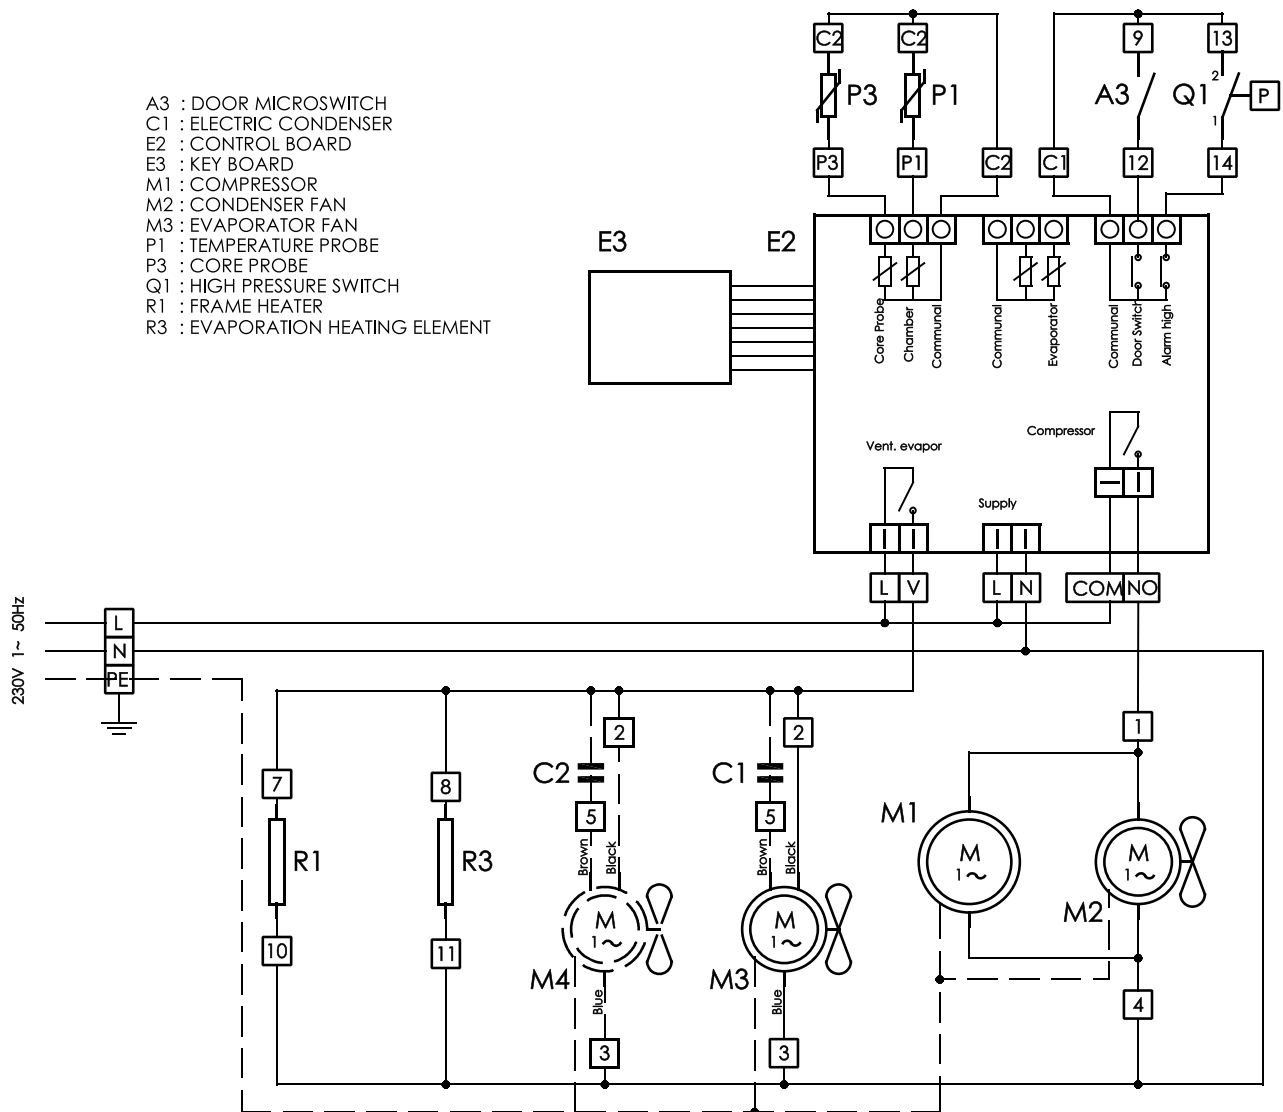 C2
C2
9
13
A3 : DOOR MICROSWITCH
C1 : ELECTRIC CONDENSER
E2 : CONTROL BOARD
E3 : KEY BOARD
M1 : COMPRESSOR
M2 : CONDENSER FAN
M3 : EVAPORATOR FAN
P1 : TEMPERATURE PROBE
P3 : CORE PROBE
Q1 : HIGH PRESSURE SWITCH
R1 : FRAME HEATER
R3 : EVAPORATION HEATING ELEMENT
P3
P1
A3
Q1
2
1
P
P3
P1
C2
C1
12
14
E3
E2
Core Probe
Chamber
Communal
Communal
Evaporator
Communal
Door Switch
Alarm high
Compressor
Vent. evapor
Supply
L
V
L
N
COM
NO
230V 1~ 50Hz
L
N
PE
2
2
1
C2
C1
7
8
5
5
M1
Brown
Black
Brown
Black
R1
R3
M
1~
M
1~
M2
M
1~
M
1~
10
11
M4
M3
Blue
Blue
4
3
3